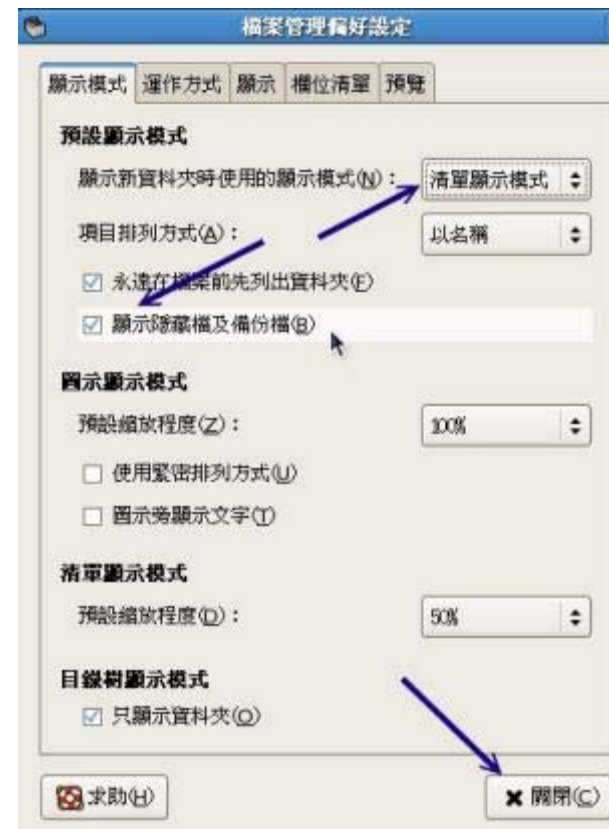 檔案管理偏好設定
顯示模式 運作方式 顯示 欄位清單 預覽
預設顯示模式
顯示新資料夾時使用的顯示模式(N)： 清單顯示模式
項目排列方式(A)： 以名稱
永遠在檔案前先列出資料夾(F)
顯示隱藏檔及備份檔(B)
圖示顯示模式
預設縮放程度(Z)： 100%
使用緊密排列方式(U)
圖示旁顯示文字(T)
清單顯示模式
預設縮放程度(D)： 50%
目錄樹顯示模式
只顯示資料夾(O)
求助(H) 關閉(C)